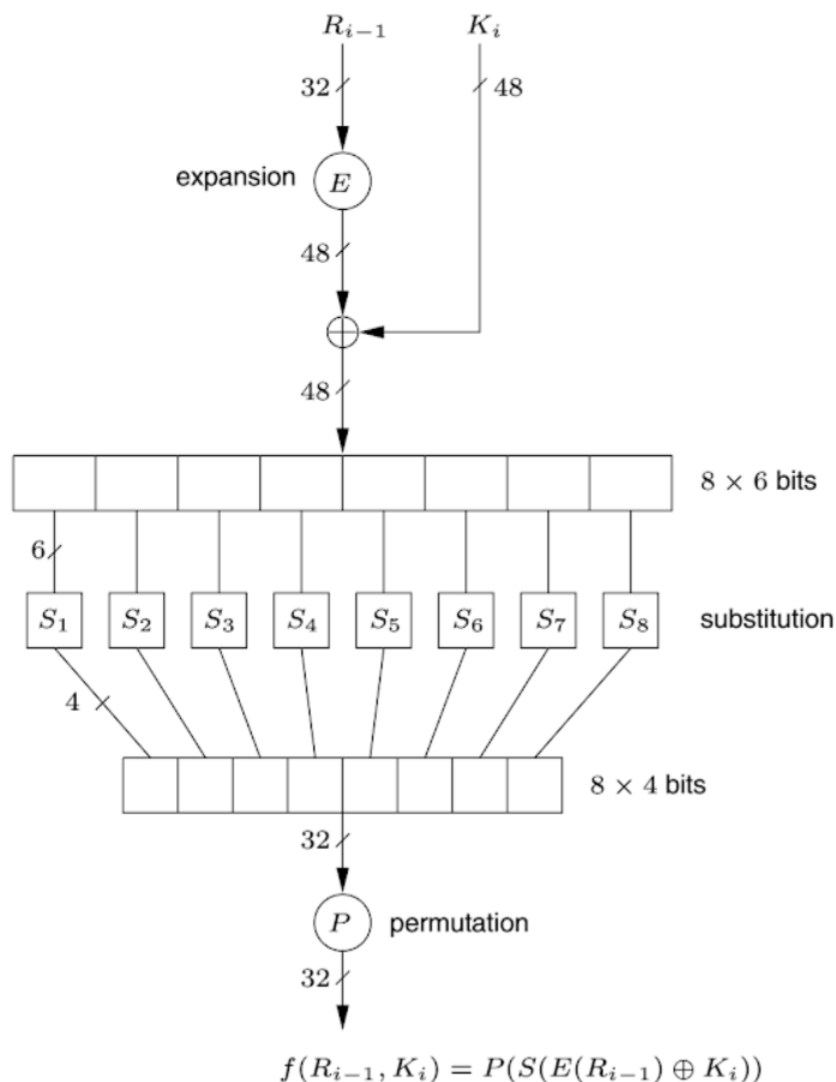 R_{i−1} K_i
32 48
expansion E
48
48
8 × 6 bits
6
S_1 S_2 S_3 S_4 S_5 S_6 S_7 S_8 substitution
4
8 × 4 bits
32
P permutation
32
f(R_{i−1}, K_i) = P(S(E(R_{i−1}) ⊕ K_i))